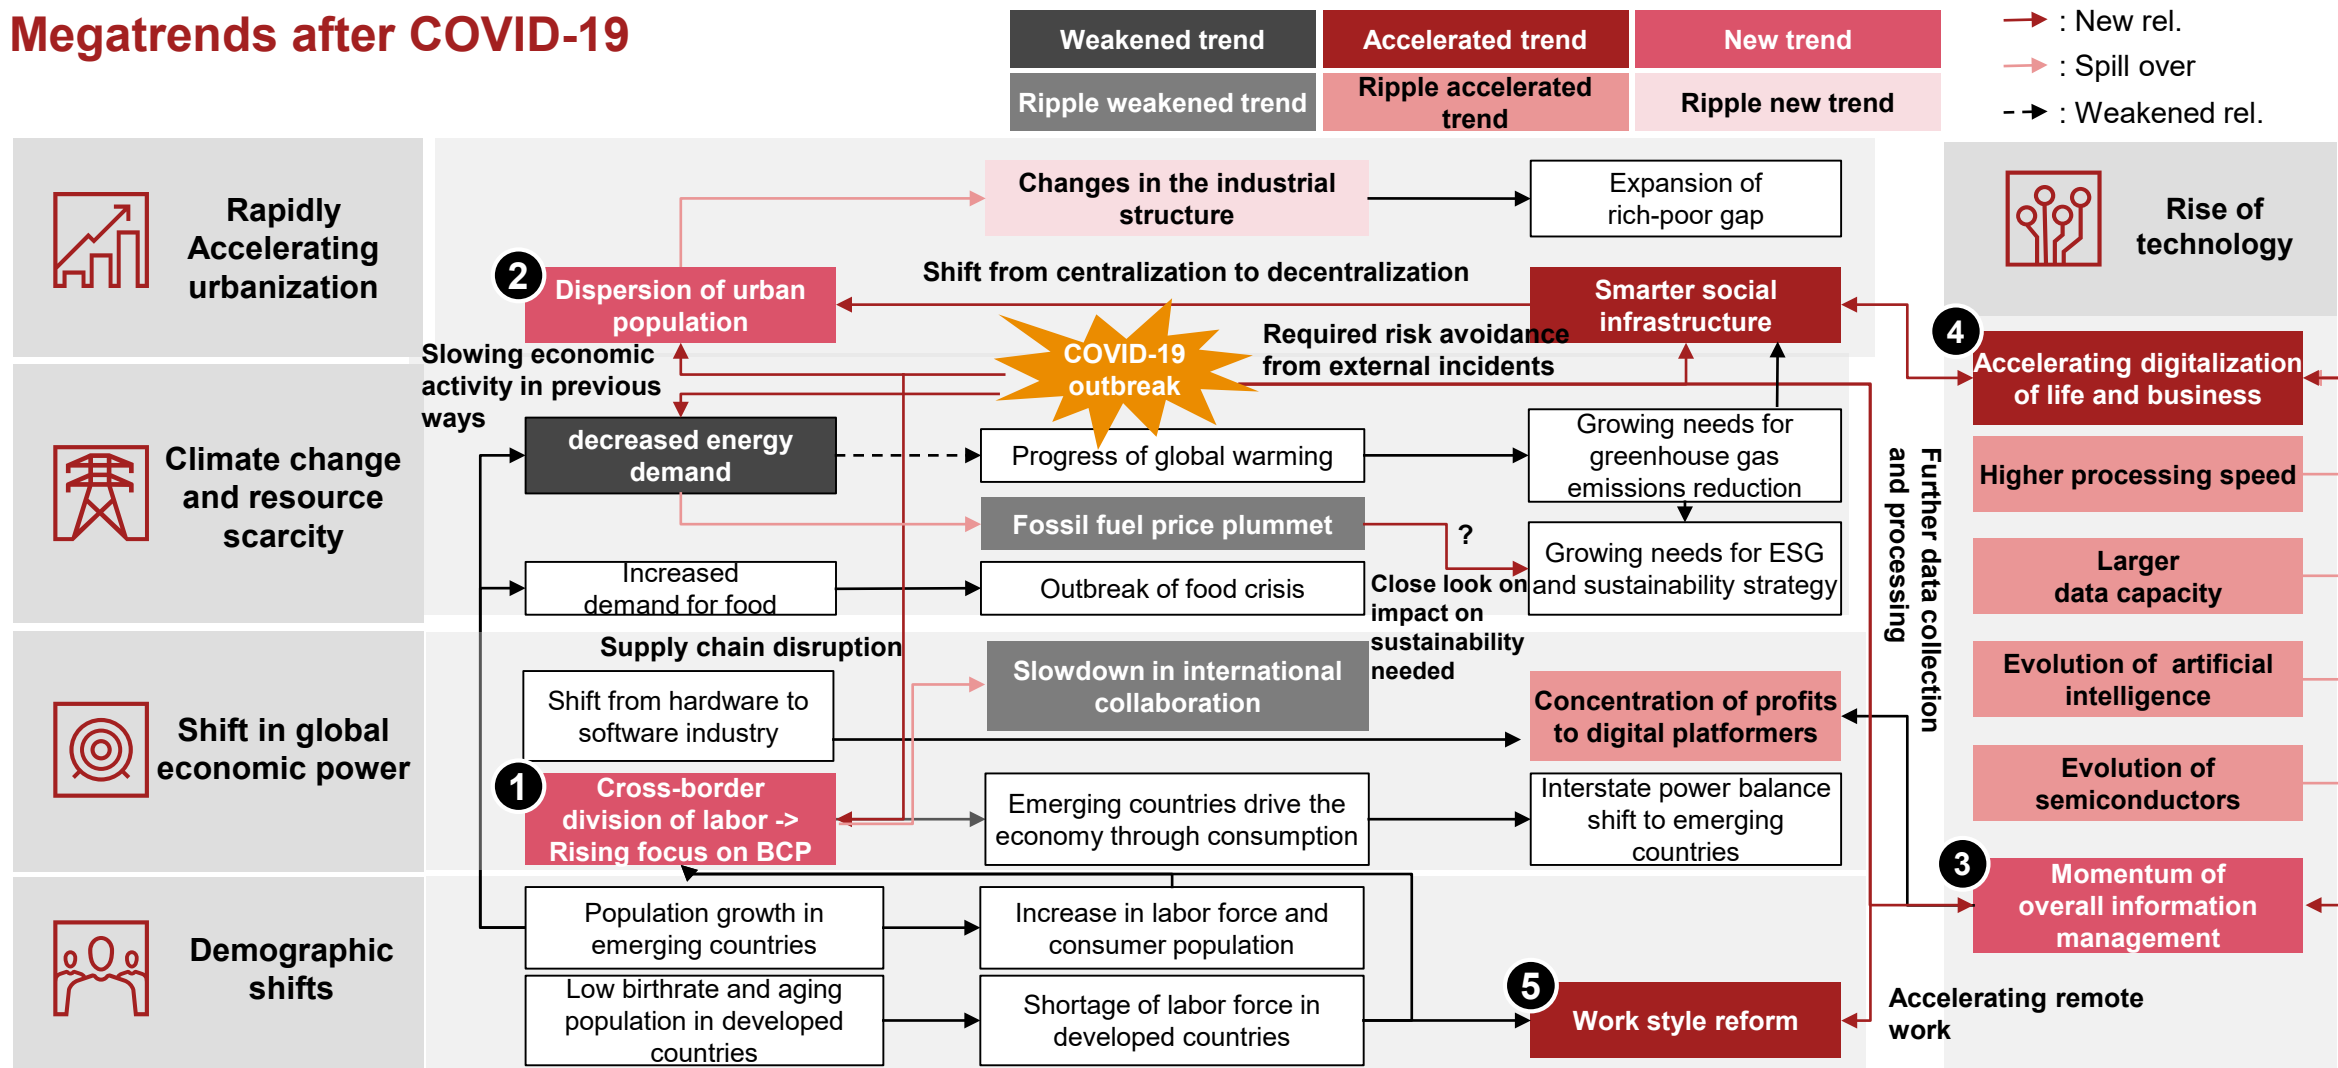 Megatrends after COVID-19
Weakened trend
Accelerated trend
New trend
Ripple weakened trend
Ripple accelerated
trend
Ripple new trend
: New rel.
: Spill over
: Weakened rel.
Rapidly
Accelerating
urbanization
Changes in the industrial
structure
Expansion of
rich-poor gap
2
Dispersion of urban
population
Shift from centralization to decentralization
Smarter social
infrastructure
Required risk avoidance
from external incidents
COVID-19
outbreak
Slowing economic
activity in previous
ways
Climate change
and resource
scarcity
decreased energy
demand
Progress of global warming
Growing needs for
greenhouse gas
emissions reduction
Fossil fuel price plummet
?
Growing needs for ESG
and sustainability strategy
Increased
demand for food
Outbreak of food crisis
Close look on
impact on
sustainability
needed
Supply chain disruption
Shift in global
economic power
Shift from hardware to
software industry
Slowdown in international
collaboration
Concentration of profits
to digital platformers
1
Cross-border
division of labor ->
Rising focus on BCP
Emerging countries drive the
economy through consumption
Interstate power balance
shift to emerging
countries
Demographic
shifts
Population growth in
emerging countries
Increase in labor force and
consumer population
Low birthrate and aging
population in developed
countries
Shortage of labor force in
developed countries
5
Work style reform
Rise of
technology
4
Accelerating digitalization
of life and business
Further data collection
and processing
Higher processing speed
Larger
data capacity
Evolution of  artificial
intelligence
Evolution of
semiconductors
3
Momentum of
overall information
management
Accelerating remote
work